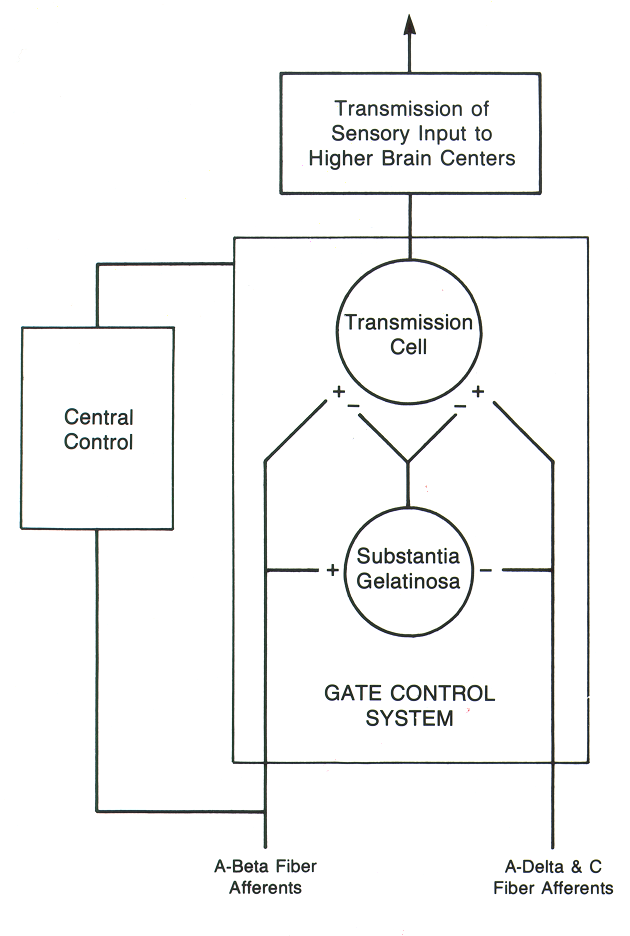 Transmission of
Sensory Input to
Higher Brain Centers
Transmission
Cell
+
–
–
+
Central
Control
Substantia
Gelatinosa
+
–
GATE CONTROL
SYSTEM
A-Beta Fiber
Afferents
A-Delta & C
Fiber Afferents